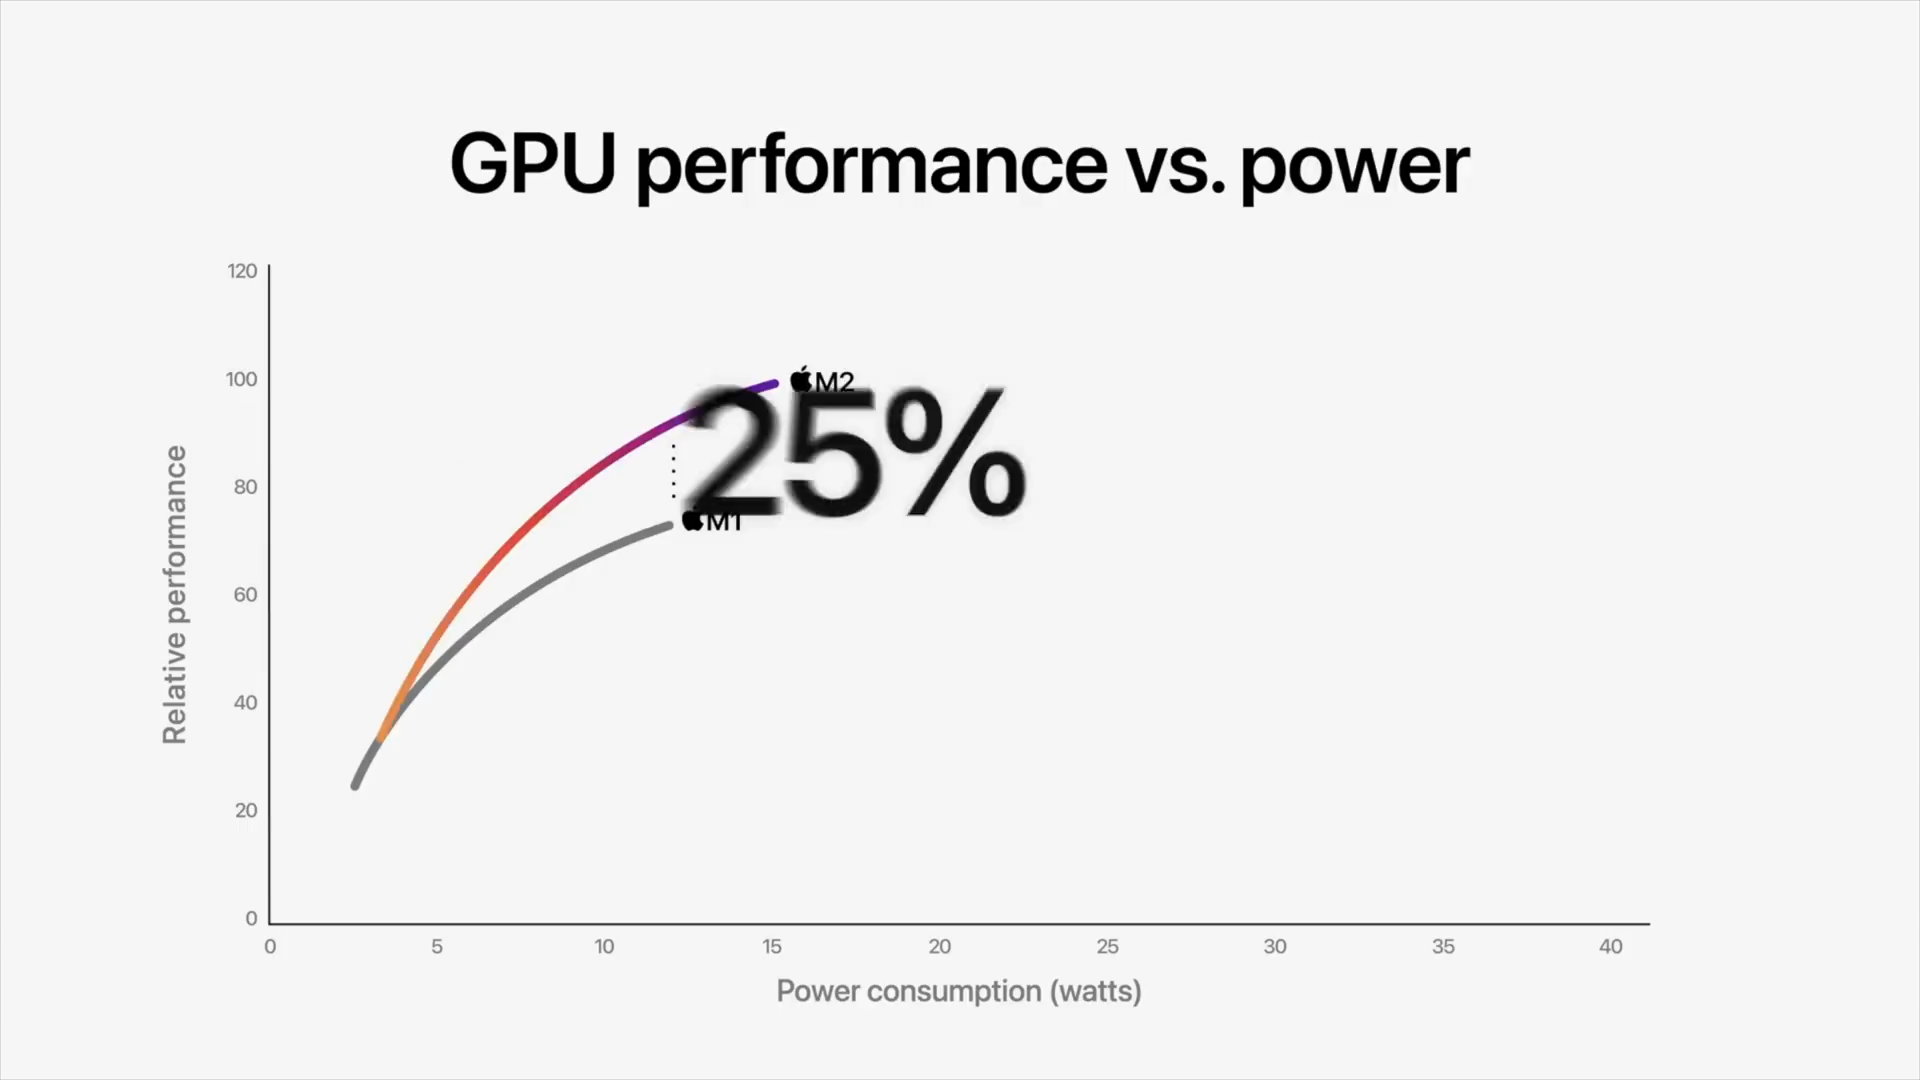 GPU performance vs. power
120
100
80
60
40
20
0
Relative performance
M2
25%
M1
0 5 10 15 20 25 30 35 40
Power consumption (watts)